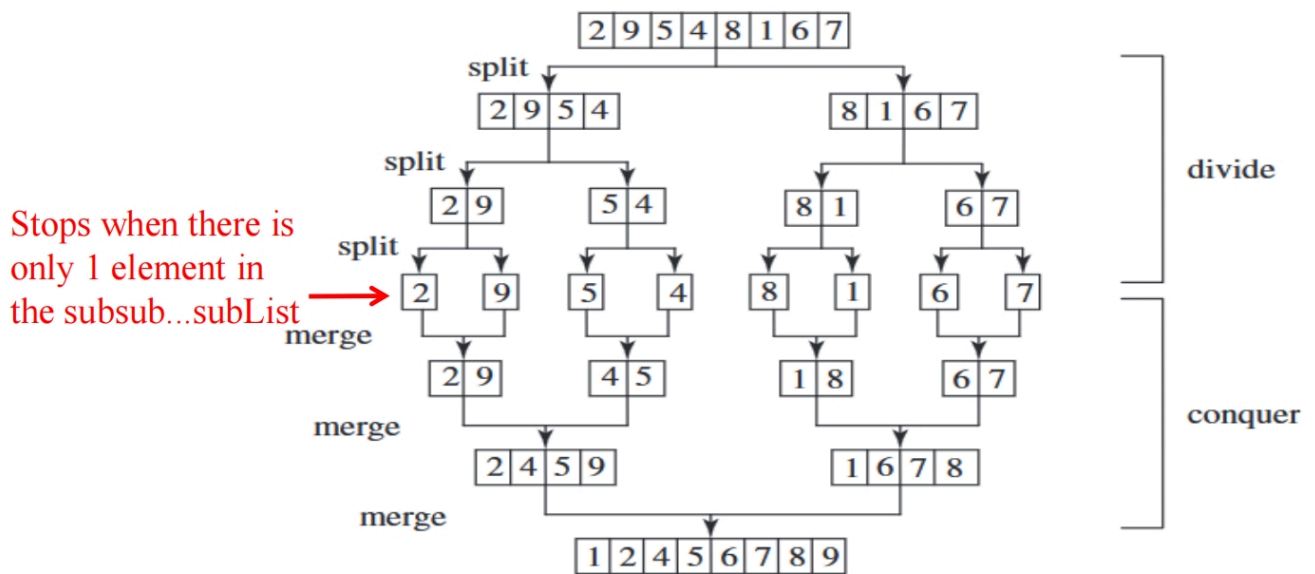 2 9 5 4 8 1 6 7
split
2 9 5 4
8 1 6 7
split
divide
2 9
5 4
8 1
6 7
Stops when there is
only 1 element in
the subsub...subList
split
2
9
5
4
8
1
6
7
merge
2 9
4 5
1 8
6 7
merge
conquer
2 4 5 9
1 6 7 8
merge
1 2 4 5 6 7 8 9